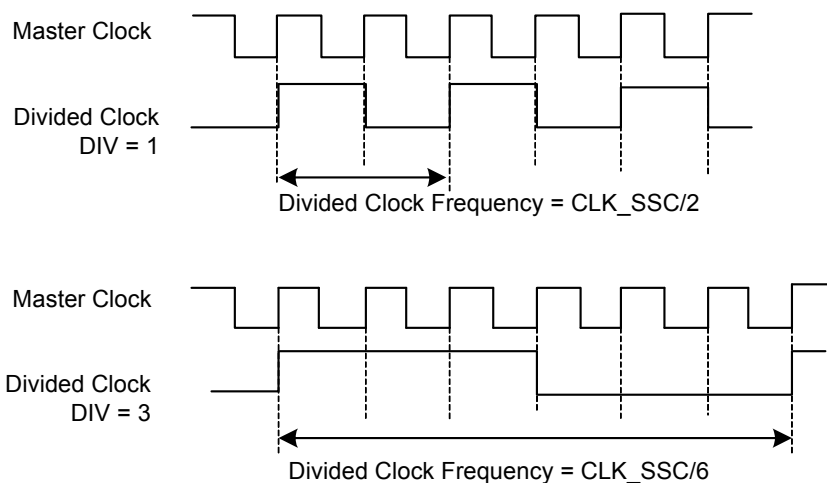 Master Clock
Divided Clock
DIV = 1
Divided Clock Frequency = CLK_SSC/2
Master Clock
Divided Clock
DIV = 3
Divided Clock Frequency = CLK_SSC/6